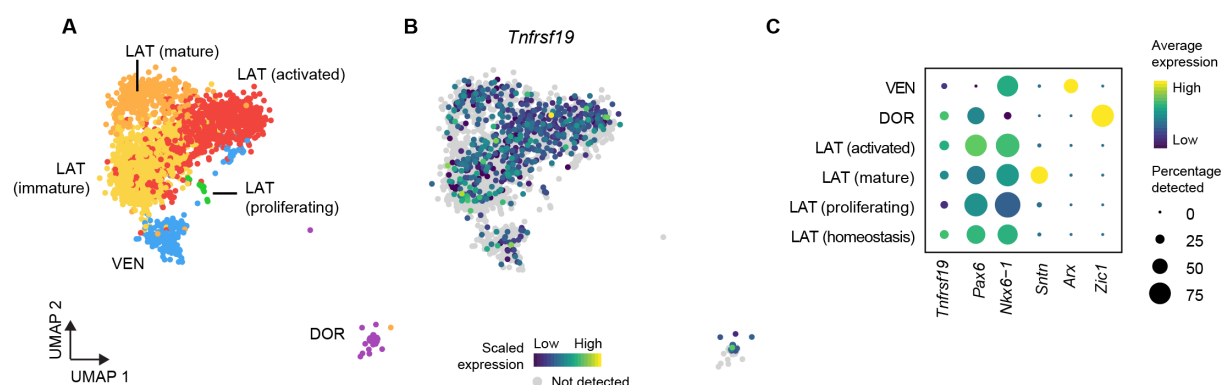 A
LAT (mature)
LAT (activated)
LAT
(immature)
LAT
(proliferating)
VEN
DOR
UMAP 2
UMAP 1
B
Tnfrsf19
Scaled
expression
Low High
Not detected
C
VEN
DOR
LAT (activated)
LAT (mature)
LAT (proliferating)
LAT (homeostasis)
Tnfrsf19
Pax6
Nkx6−1
Sntn
Arx
Zic1
Average
expression
High
Low
Percentage
detected
0
25
50
75